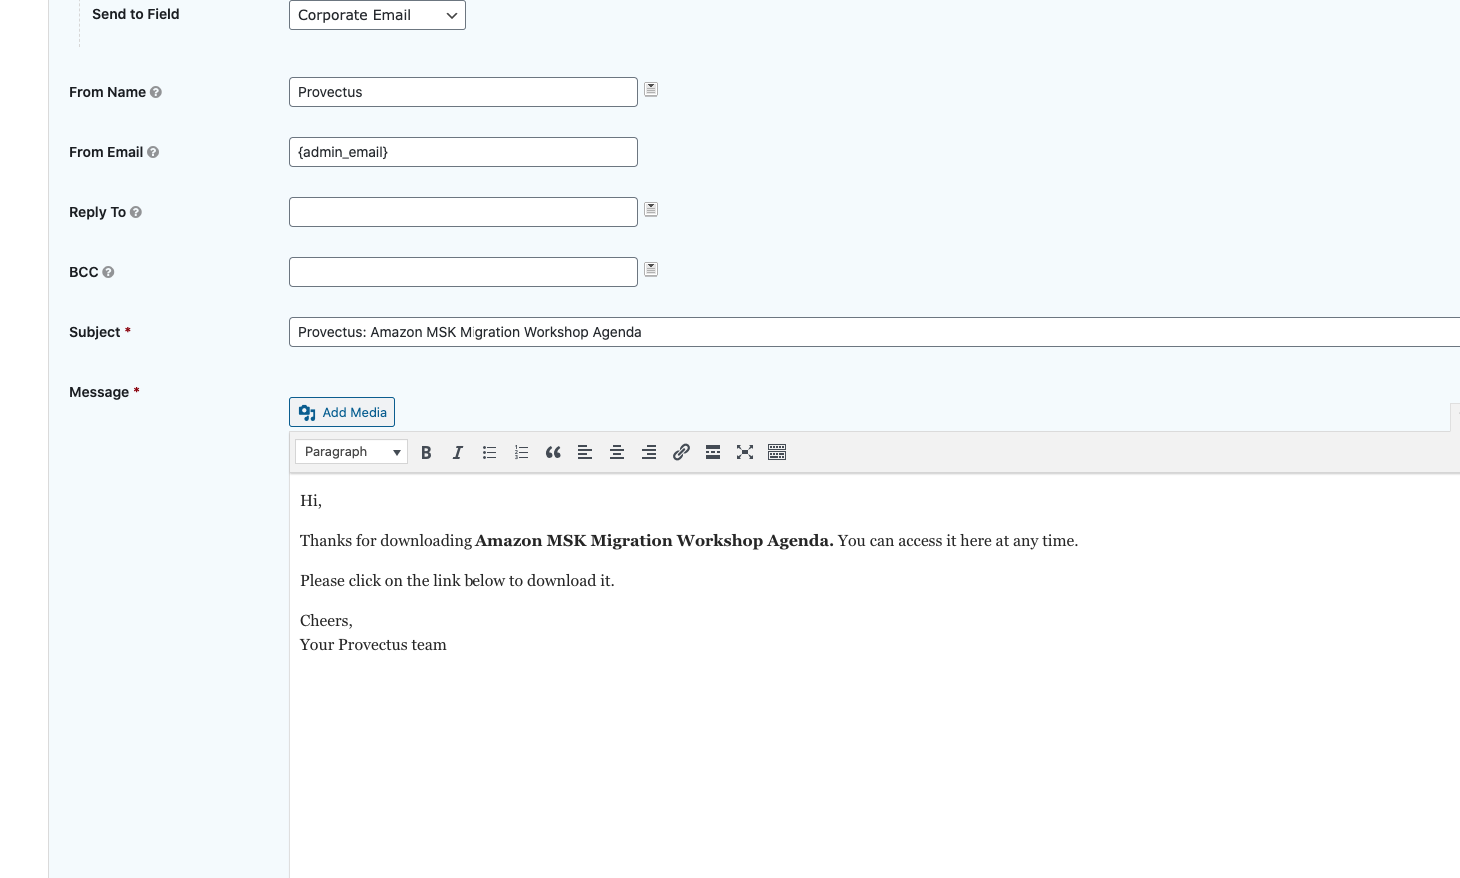 Send to Field
Corporate Email
From Name
Provectus
From Email
{admin_email}
Reply To
BCC
Subject *
Provectus: Amazon MSK Migration Workshop Agenda
Message *
Add Media
Paragraph
Hi,
Thanks for downloading Amazon MSK Migration Workshop Agenda. You can access it here at any time.
Please click on the link below to download it.
Cheers,
Your Provectus team